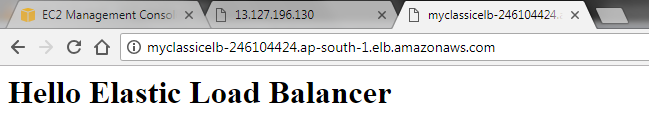 EC2 Management Consol
13.127.196.130
myclassicelb-246104424.a
myclassicelb-246104424.ap-south-1.elb.amazonaws.com
Hello Elastic Load Balancer